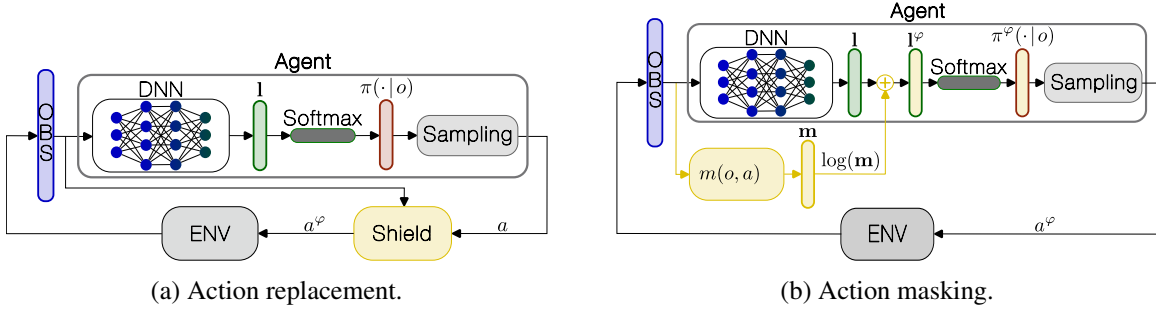 Agent
DNN
l
π(·|o)
OBS
Softmax
Sampling
ENV
a^φ
Shield
a
(a) Action replacement.
Agent
DNN
l
l^φ
π^φ(·|o)
OBS
+
Softmax
Sampling
m
m(o, a)
log(m)
ENV
a^φ
(b) Action masking.